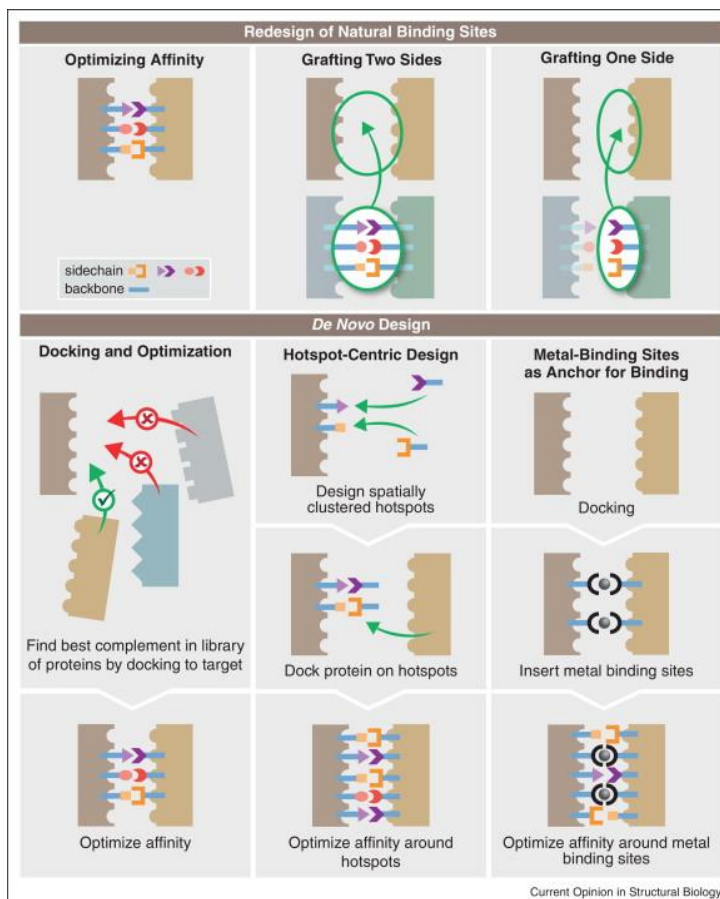 Redesign of Natural Binding Sites
Optimizing Affinity
Grafting Two Sides
Grafting One Side
sidechain
backbone
De Novo Design
Docking and Optimization
Find best complement in library
of proteins by docking to target
Optimize affinity
Hotspot-Centric Design
Design spatially
clustered hotspots
Dock protein on hotspots
Optimize affinity around
hotspots
Metal-Binding Sites
as Anchor for Binding
Docking
Insert metal binding sites
Optimize affinity around metal
binding sites
Current Opinion in Structural Biology